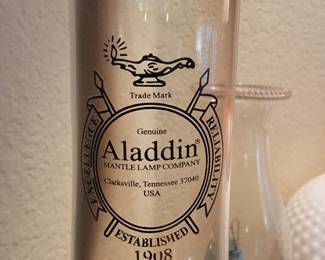 Trade Mark
Genuine
Aladdin®
MANTLE LAMP COMPANY
Clarksville, Tennessee 37040
USA
EXCELLENCE
RELIABILITY
ESTABLISHED
1908